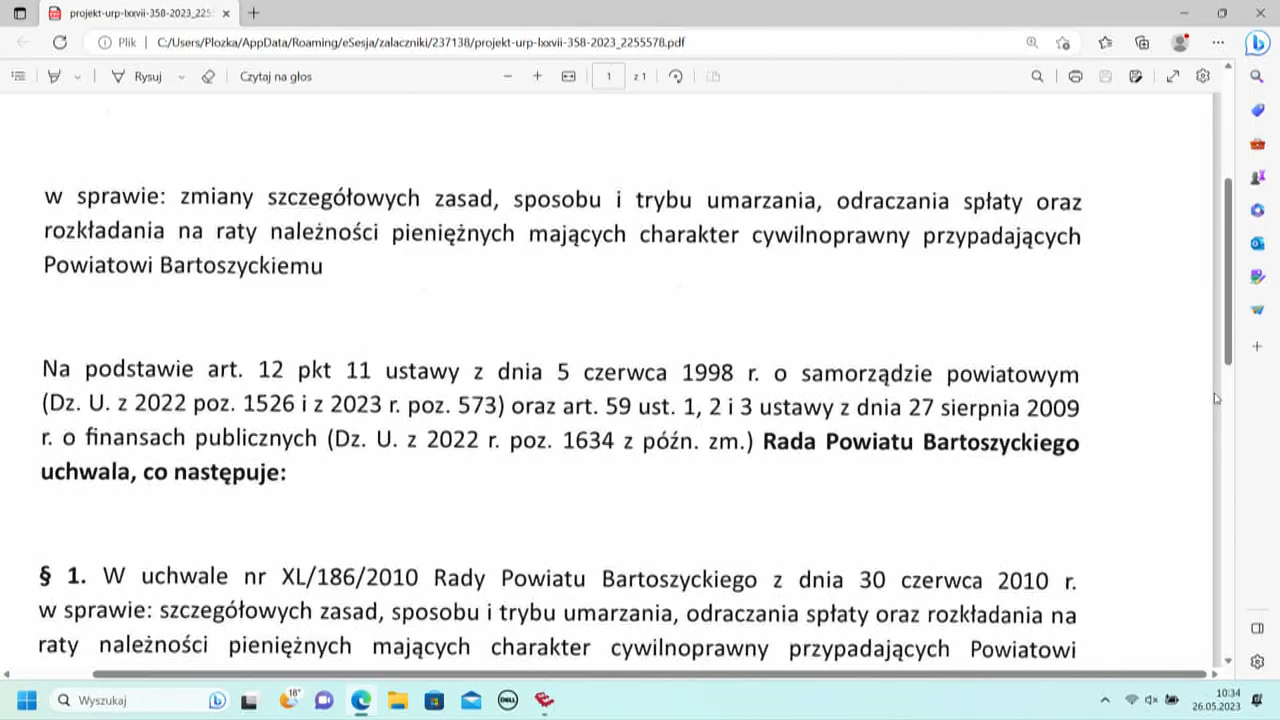 projekt-urp-lxxvii-358-2023_225
Plik
C:/Users/Plozka/AppData/Roaming/eSesja/zalaczniki/237138/projekt-urp-lxxvii-358-2023_2255578.pdf
Rysuj
Czytaj na głos
1
z 1
w sprawie: zmiany szczegółowych zasad, sposobu i trybu umarzania, odraczania spłaty oraz
rozkładania na raty należności pieniężnych mających charakter cywilnoprawny przypadających
Powiatowi Bartoszyckiemu
Na podstawie art. 12 pkt 11 ustawy z dnia 5 czerwca 1998 r. o samorządzie powiatowym
(Dz. U. z 2022 poz. 1526 i z 2023 r. poz. 573) oraz art. 59 ust. 1, 2 i 3 ustawy z dnia 27 sierpnia 2009
r. o finansach publicznych (Dz. U. z 2022 r. poz. 1634 z późn. zm.) Rada Powiatu Bartoszyckiego
uchwala, co następuje:
§ 1. W uchwale nr XL/186/2010 Rady Powiatu Bartoszyckiego z dnia 30 czerwca 2010 r.
w sprawie: szczegółowych zasad, sposobu i trybu umarzania, odraczania spłaty oraz rozkładania na
raty należności pieniężnych mających charakter cywilnoprawny przypadających Powiatowi
Wyszukaj
18°
DELL
10:34
26.05.2023